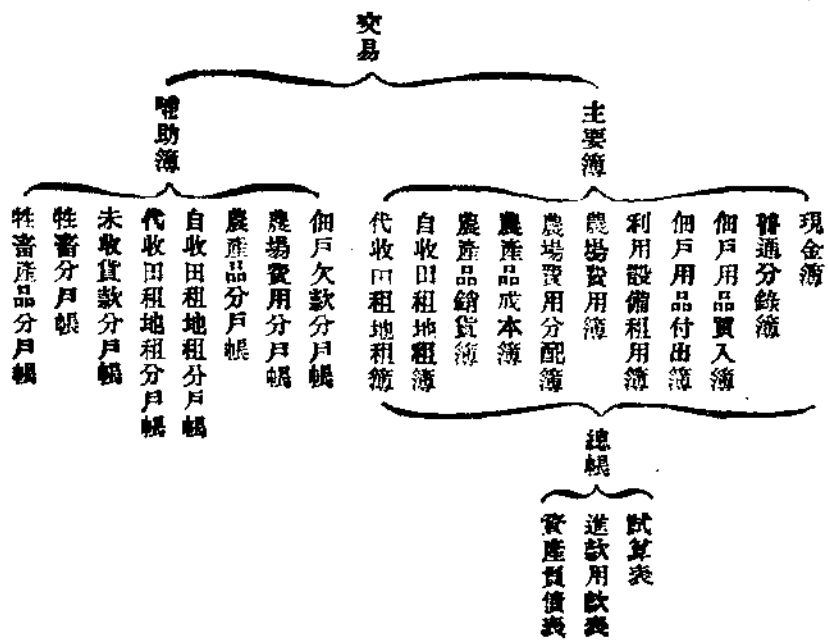 交易
主要簿
現金簿
普通分錄簿
佃戶用品買入簿
佃戶用品付出簿
利用設備租用簿
農場費用簿
農場費用分配簿
農產品成本簿
農產品銷貨簿
自收田租地租簿
代收田租地租簿
總帳
試算表
進款用款表
資產負債表
補助簿
佃戶欠款分戶帳
農場費用分戶帳
農產品分戶帳
自收田租地租分戶帳
代收田租地租分戶帳
未收貨款分戶帳
牲畜分戶帳
牲畜產品分戶帳